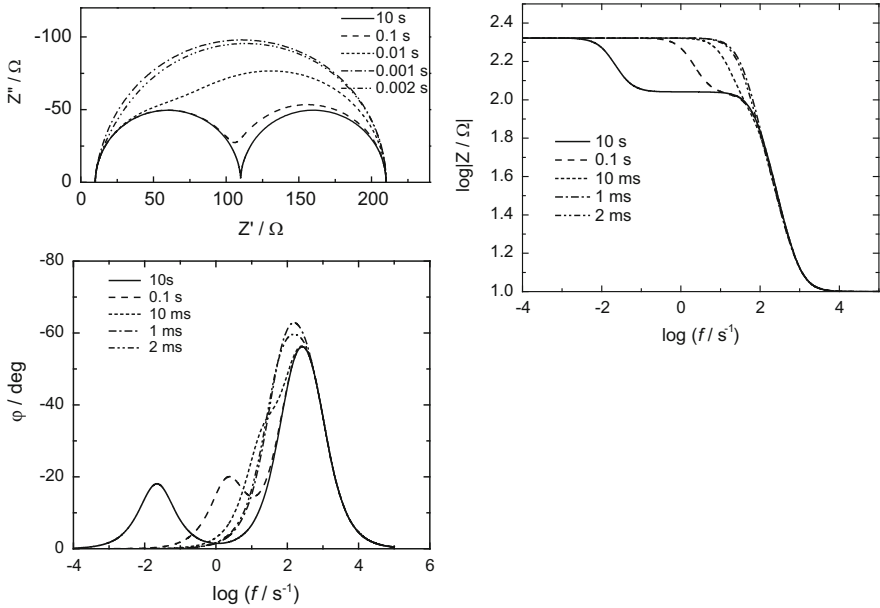 -100
-50
0
Z" / Ω
10 s
0.1 s
0.01 s
0.001 s
0.002 s
0 50 100 150 200
Z' / Ω
2.4
2.2
2.0
1.8
1.6
1.4
1.2
1.0
log|Z / Ω|
10 s
0.1 s
10 ms
1 ms
2 ms
-4 -2 0 2 4
log (f / s⁻¹)
-80
-60
-40
-20
0
φ / deg
10s
0.1 s
10 ms
1 ms
2 ms
-4 -2 0 2 4 6
log (f / s⁻¹)